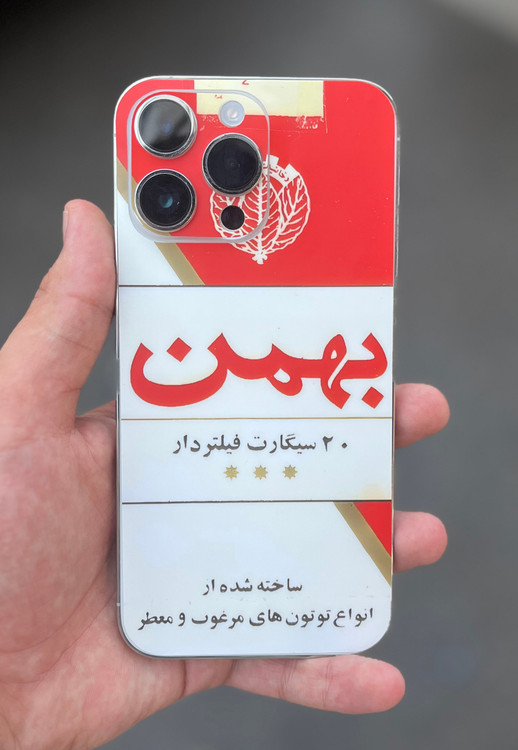 بهمن
۲۰ سیگارت فیلتردار
ساخته شده از
انواع توتون های مرغوب و معطر